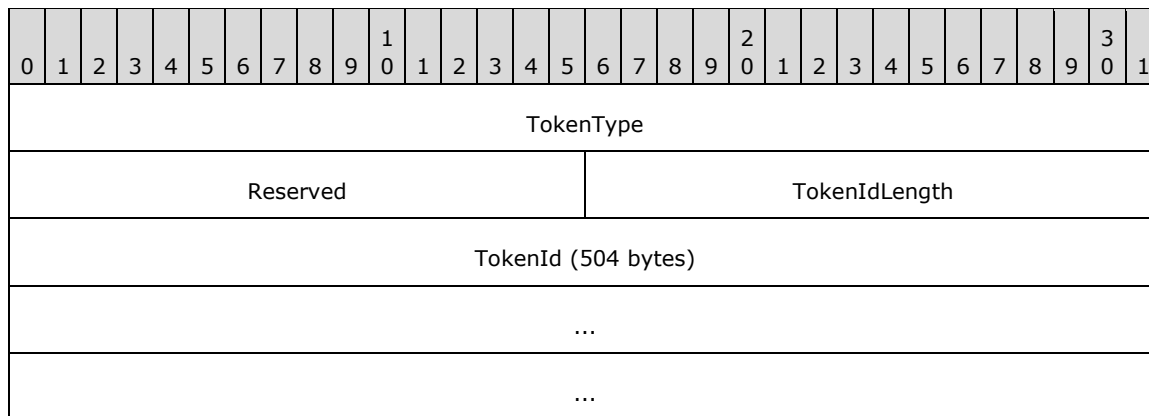 1 2 3
0 1 2 3 4 5 6 7 8 9 0 1 2 3 4 5 6 7 8 9 0 1 2 3 4 5 6 7 8 9 0 1
TokenType
Reserved TokenIdLength
TokenId (504 bytes)
...
...